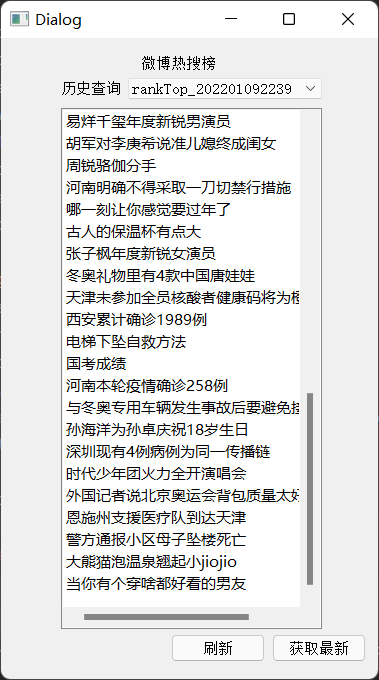 Dialog
微博热搜榜
历史查询 rankTop_202201092239
易烊千玺年度新锐男演员
胡军对李庚希说准儿媳终成闺女
周锐骆伽分手
河南明确不得采取一刀切禁行措施
哪一刻让你感觉要过年了
古人的保温杯有点大
张子枫年度新锐女演员
冬奥礼物里有4款中国唐娃娃
天津未参加全员核酸者健康码将为橙
西安累计确诊1989例
电梯下坠自救方法
国考成绩
河南本轮疫情确诊258例
与冬奥专用车辆发生事故后要避免接
孙海洋为孙卓庆祝18岁生日
深圳现有4例病例为同一传播链
时代少年团火力全开演唱会
外国记者说北京奥运会背包质量太好
恩施州支援医疗队到达天津
警方通报小区母子坠楼死亡
大熊猫泡温泉翘起小jiojio
当你有个穿啥都好看的男友
刷新 获取最新